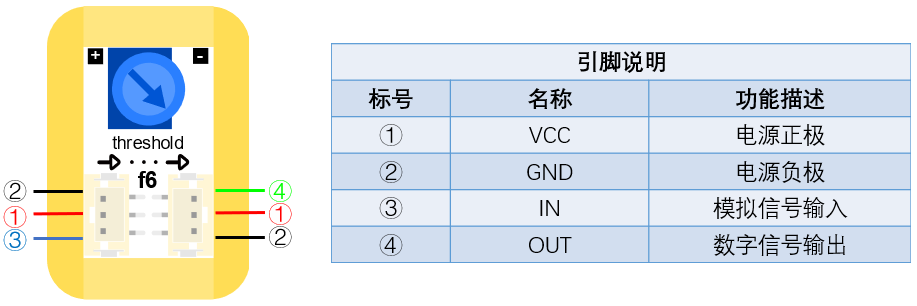 + -
threshold
f6
② ④
① ①
③ ②
引脚说明
标号 名称 功能描述
① VCC 电源正极
② GND 电源负极
③ IN 模拟信号输入
④ OUT 数字信号输出